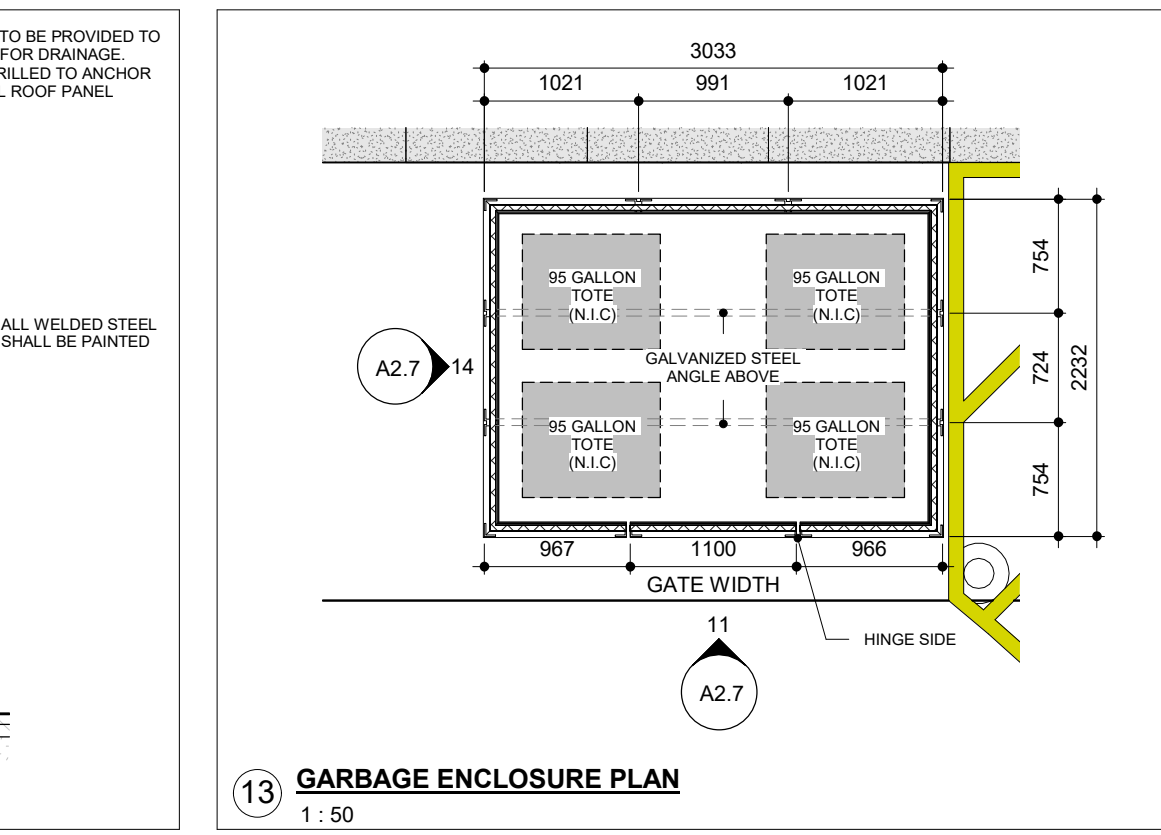 TO BE PROVIDED TO
FOR DRAINAGE.
RILLED TO ANCHOR
L ROOF PANEL
ALL WELDED STEEL
SHALL BE PAINTED
3033
1021
991
1021
95 GALLON
TOTE
(N.I.C)
95 GALLON
TOTE
(N.I.C)
754
A2.7
14
GALVANIZED STEEL
ANGLE ABOVE
724
2232
95 GALLON
TOTE
(N.I.C)
95 GALLON
TOTE
(N.I.C)
754
967
1100
966
GATE WIDTH
HINGE SIDE
11
A2.7
13
GARBAGE ENCLOSURE PLAN
1 : 50